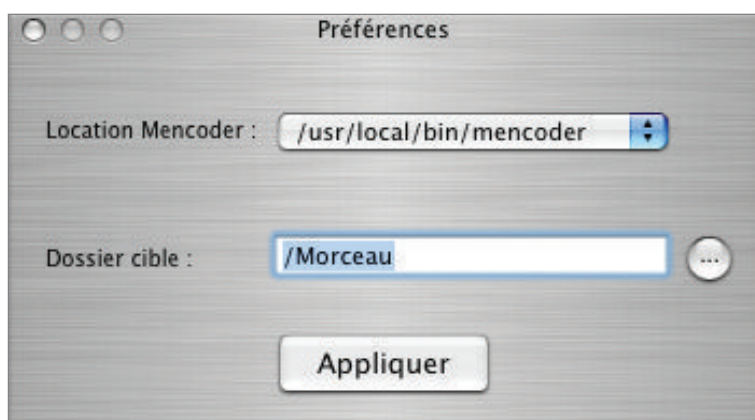 Préférences
Location Mencoder : /usr/local/bin/mencoder
Dossier cible : /Morceau ...
Appliquer